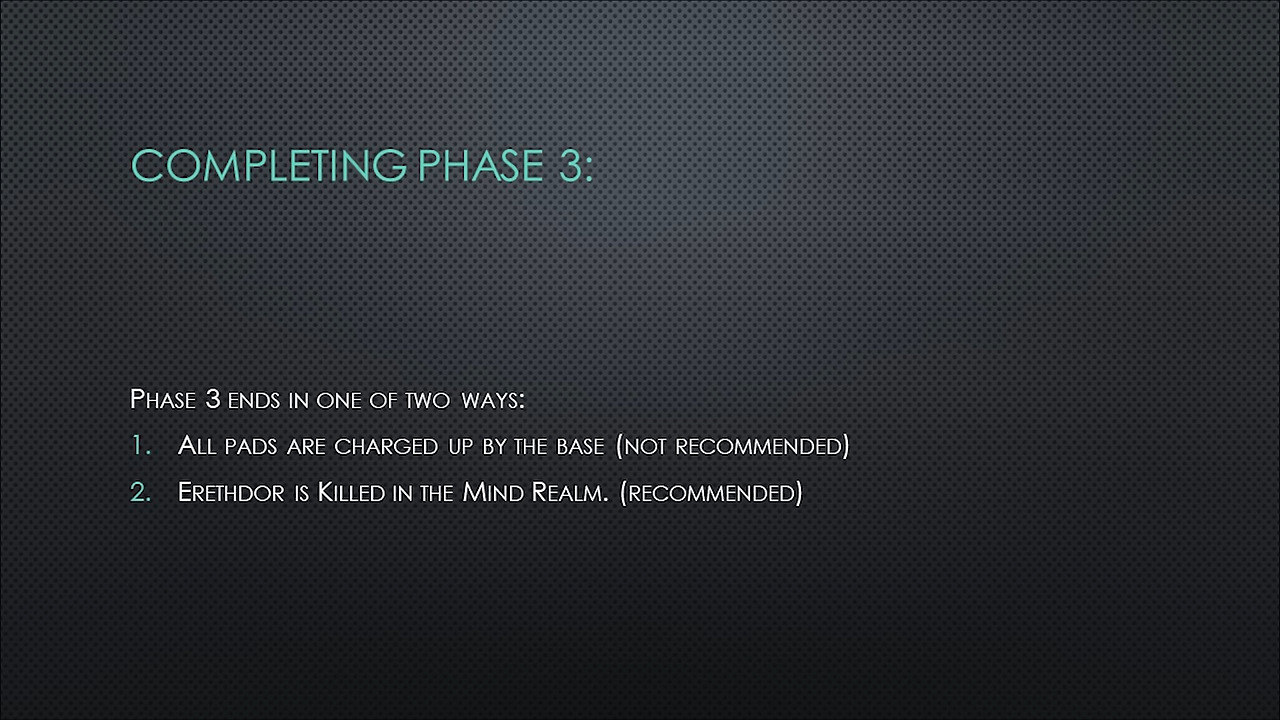 COMPLETING PHASE 3:
PHASE 3 ENDS IN ONE OF TWO WAYS:
1. ALL PADS ARE CHARGED UP BY THE BASE (NOT RECOMMENDED)
2. ERETHDOR IS KILLED IN THE MIND REALM. (RECOMMENDED)